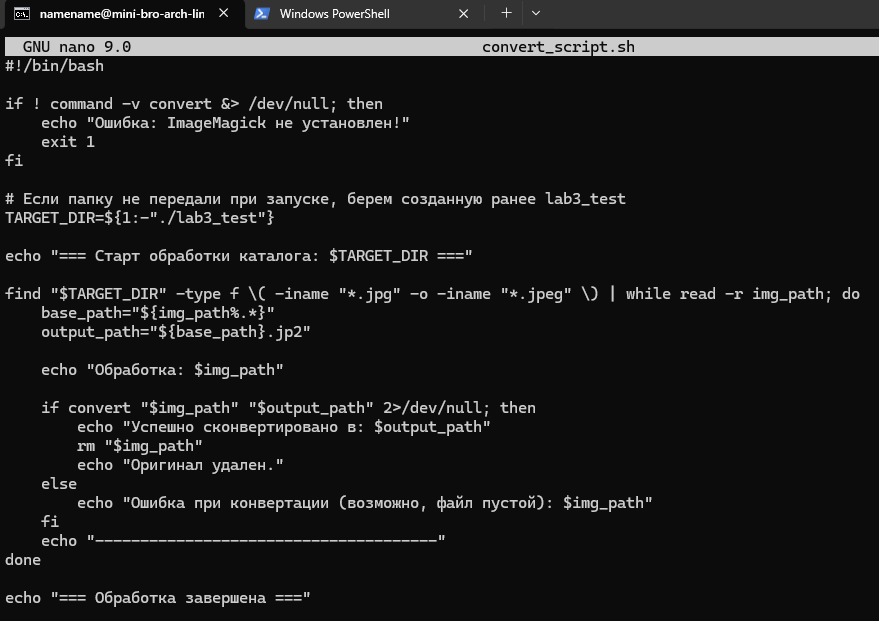 namename@mini-bro-arch-lin
Windows PowerShell
GNU nano 9.0 convert_script.sh
#!/bin/bash
if ! command -v convert &> /dev/null; then
    echo "Ошибка: ImageMagick не установлен!"
    exit 1
fi
# Если папку не передали при запуске, берем созданную ранее lab3_test
TARGET_DIR=${1:-"./lab3_test"}
echo "=== Старт обработки каталога: $TARGET_DIR ==="
find "$TARGET_DIR" -type f \( -iname "*.jpg" -o -iname "*.jpeg" \) | while read -r img_path; do
    base_path="${img_path%.*}"
    output_path="${base_path}.jp2"
    echo "Обработка: $img_path"
    if convert "$img_path" "$output_path" 2>/dev/null; then
        echo "Успешно сконвертировано в: $output_path"
        rm "$img_path"
        echo "Оригинал удален."
    else
        echo "Ошибка при конвертации (возможно, файл пустой): $img_path"
    fi
    echo "--------------------------------------"
done
echo "=== Обработка завершена ==="